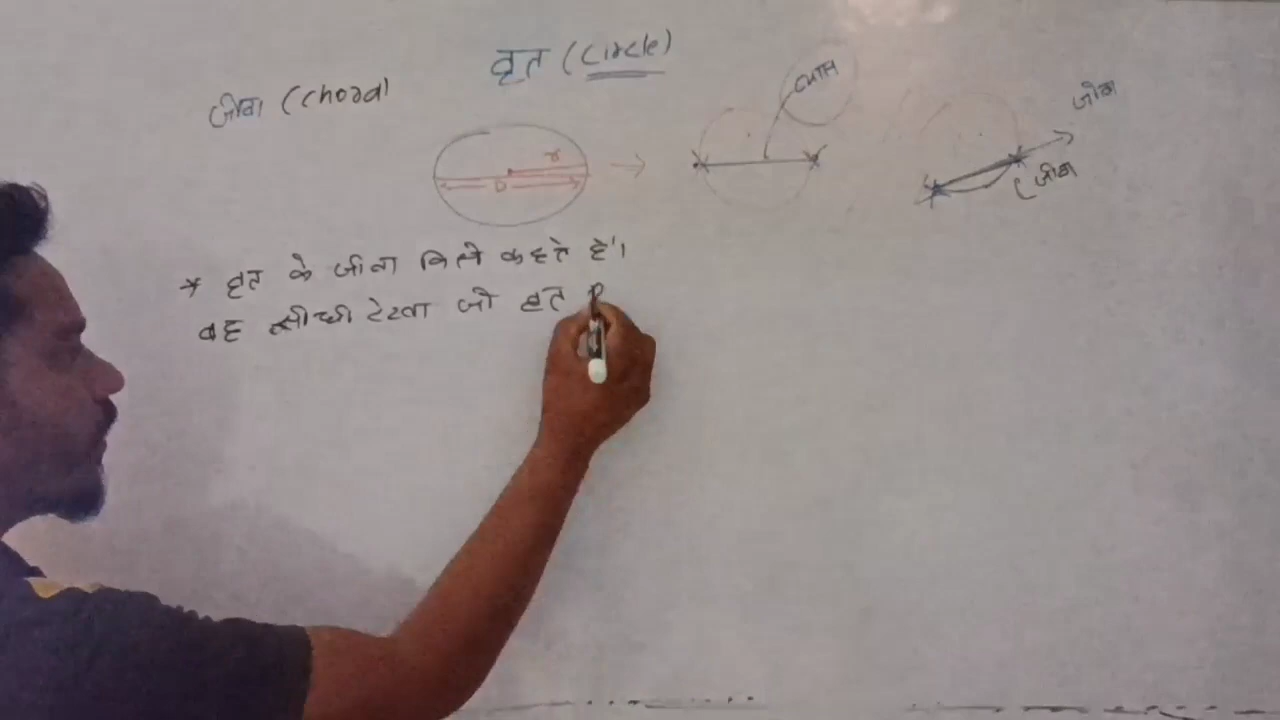 वृत (Circle)
जीवा (Chord)
व्यास
जीवा
r
D
जीवा
* वृत के जीवा किसे कहते है'।
वह सीधी रेखा जो वृत